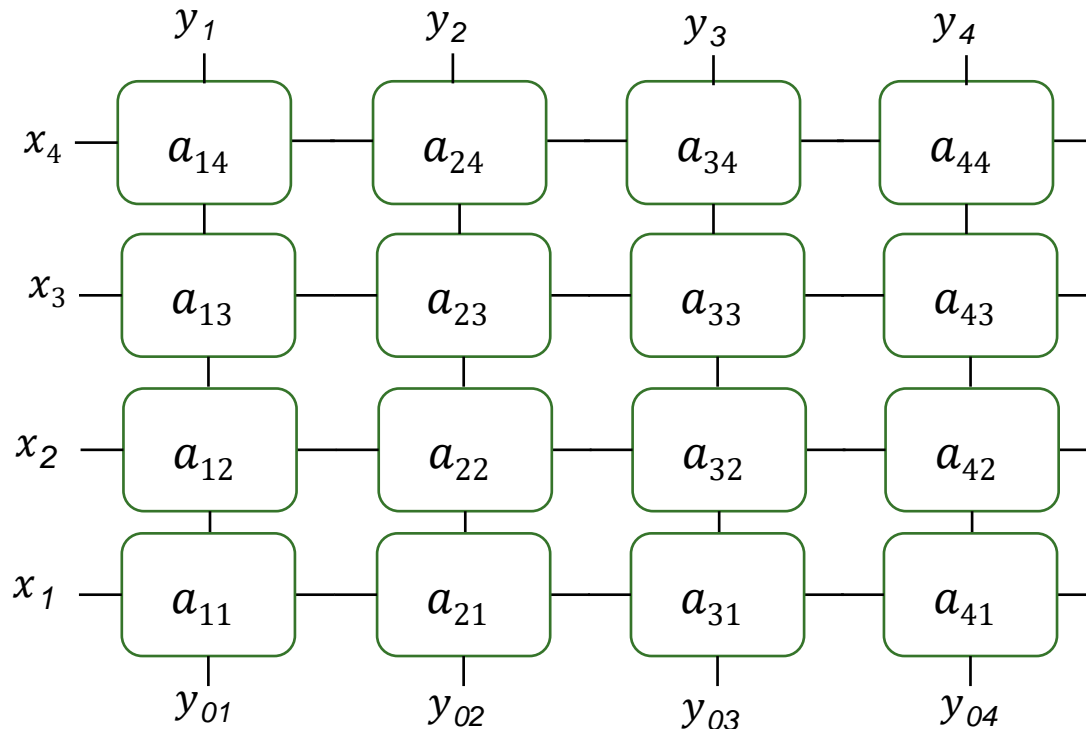 y1 y2 y3 y4
x4 a14 a24 a34 a44
x3 a13 a23 a33 a43
x2 a12 a22 a32 a42
x1 a11 a21 a31 a41
y01 y02 y03 y04